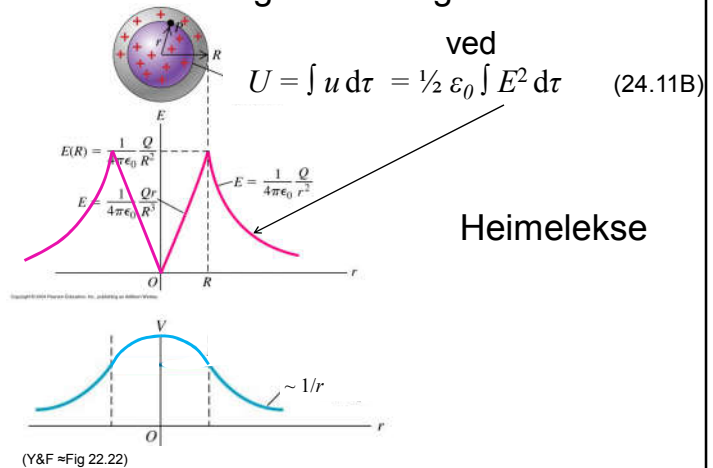 ved
P
r
R
U = ∫ u dτ = ½ ε₀ ∫ E² dτ (24.11B)
E
E(R) = 1/4πϵ₀ Q/R²
E = 1/4πϵ₀ Q/r²
E = 1/4πϵ₀ Qr/R³
Heimelekse
O R r
V
~ 1/r
O r
(Y&F ≈Fig 22.22)